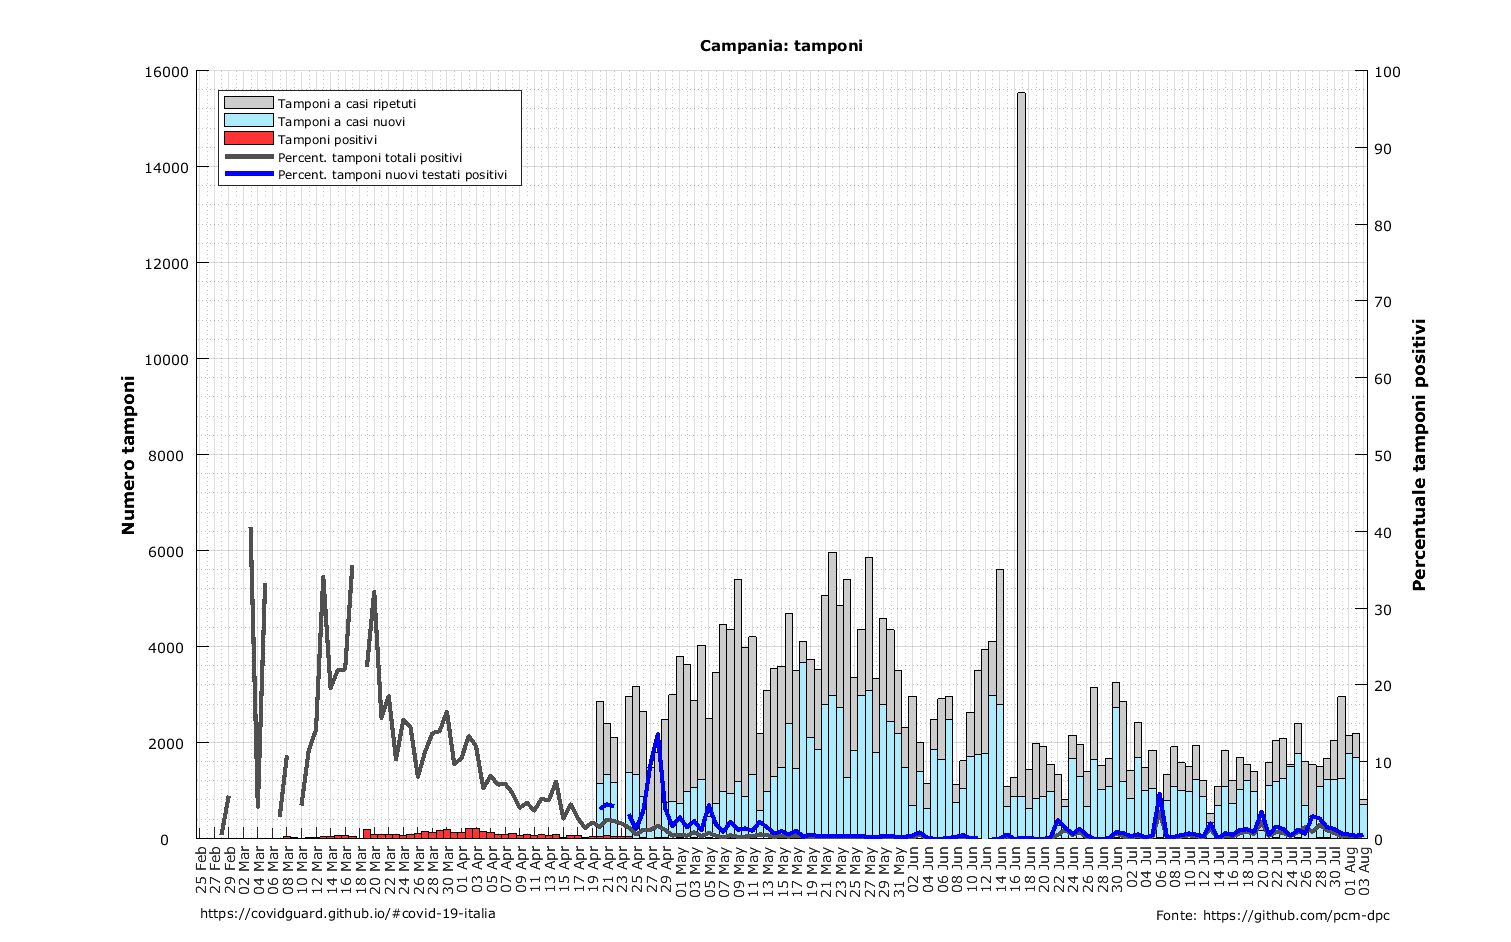 Campania: tamponi
16000
14000
12000
10000
8000
6000
4000
2000
0
Numero tamponi
Tamponi a casi ripetuti
Tamponi a casi nuovi
Tamponi positivi
Percent. tamponi totali positivi
Percent. tamponi nuovi testati positivi
100
90
80
70
60
50
40
30
20
10
0
Percentuale tamponi positivi
25 Feb
27 Feb
29 Feb
02 Mar
04 Mar
06 Mar
08 Mar
10 Mar
12 Mar
14 Mar
16 Mar
18 Mar
20 Mar
22 Mar
24 Mar
26 Mar
28 Mar
30 Mar
01 Apr
03 Apr
05 Apr
07 Apr
09 Apr
11 Apr
13 Apr
15 Apr
17 Apr
19 Apr
21 Apr
23 Apr
25 Apr
27 Apr
29 Apr
01 May
03 May
05 May
07 May
09 May
11 May
13 May
15 May
17 May
19 May
21 May
23 May
25 May
27 May
29 May
31 May
02 Jun
04 Jun
06 Jun
08 Jun
10 Jun
12 Jun
14 Jun
16 Jun
18 Jun
20 Jun
22 Jun
24 Jun
26 Jun
28 Jun
30 Jun
02 Jul
04 Jul
06 Jul
08 Jul
10 Jul
12 Jul
14 Jul
16 Jul
18 Jul
20 Jul
22 Jul
24 Jul
26 Jul
28 Jul
30 Jul
01 Aug
03 Aug
https://covidguard.github.io/#covid-19-italia
Fonte: https://github.com/pcm-dpc